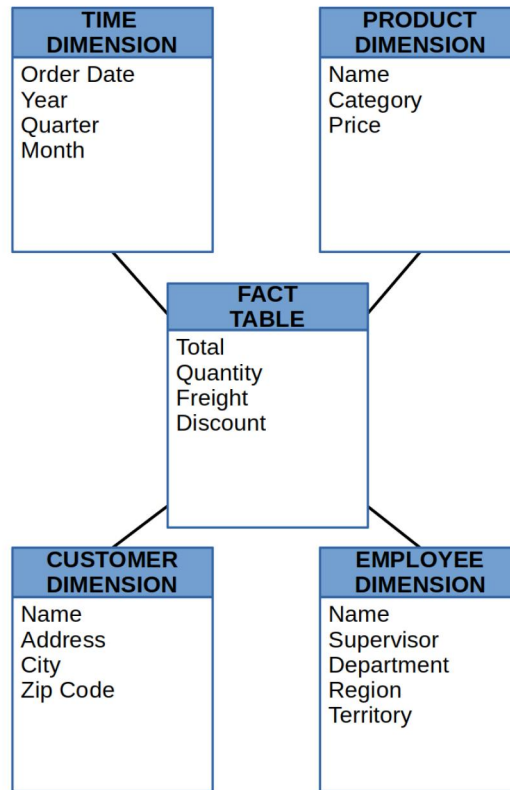 TIME
DIMENSION
Order Date
Year
Quarter
Month
PRODUCT
DIMENSION
Name
Category
Price
FACT
TABLE
Total
Quantity
Freight
Discount
CUSTOMER
DIMENSION
Name
Address
City
Zip Code
EMPLOYEE
DIMENSION
Name
Supervisor
Department
Region
Territory